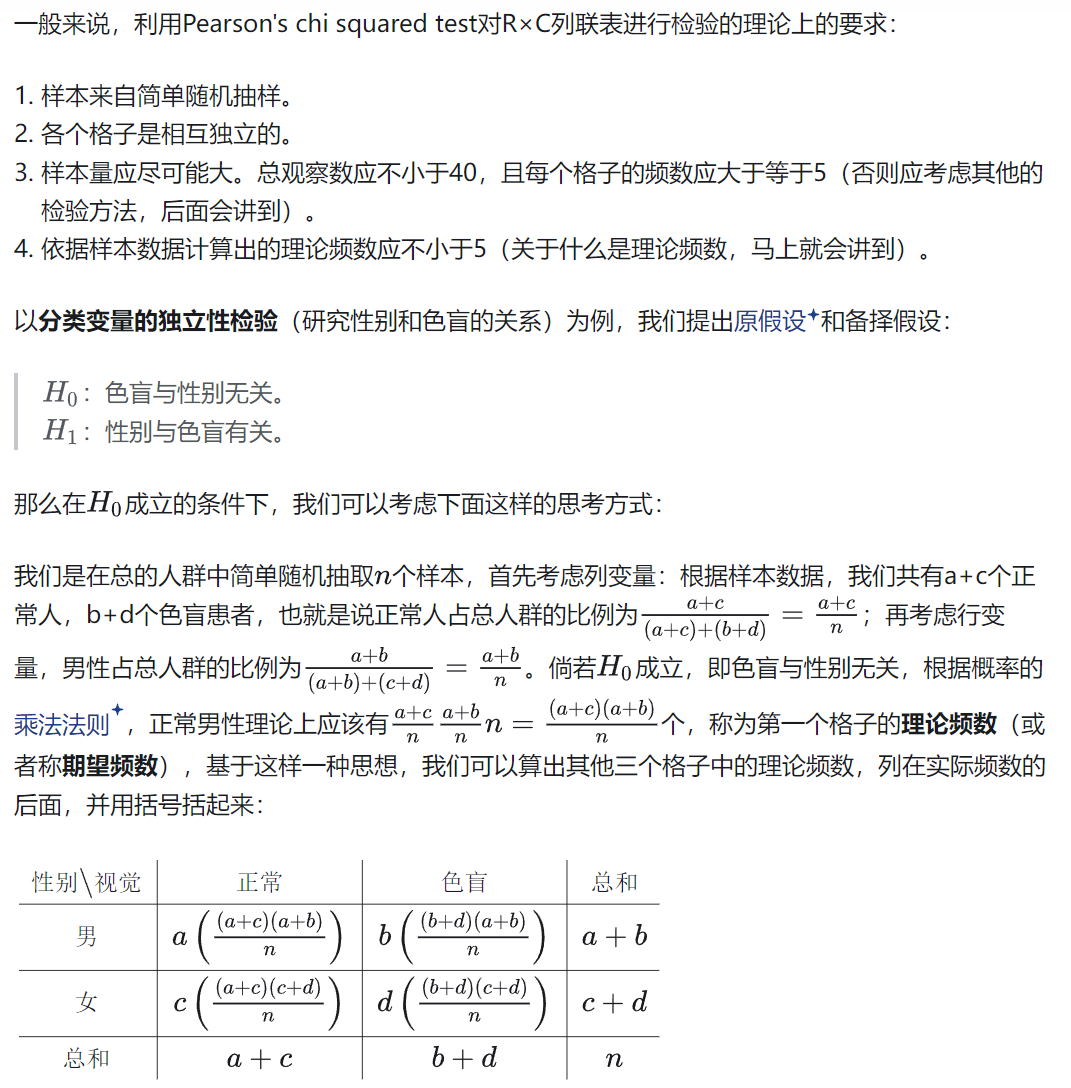 一般来说，利用Pearson's chi squared test对R×C列联表进行检验的理论上的要求：
1. 样本来自简单随机抽样。
2. 各个格子是相互独立的。
3. 样本量应尽可能大。总观察数应不小于40，且每个格子的频数应大于等于5（否则应考虑其他的
检验方法，后面会讲到）。
4. 依据样本数据计算出的理论频数应不小于5（关于什么是理论频数，马上就会讲到）。
以分类变量的独立性检验（研究性别和色盲的关系）为例，我们提出原假设和备择假设：
H₀：色盲与性别无关。
H₁：性别与色盲有关。
那么在H₀成立的条件下，我们可以考虑下面这样的思考方式：
我们是在总的人群中简单随机抽取n个样本，首先考虑列变量：根据样本数据，我们共有a+c个正
常人，b+d个色盲患者，也就是说正常人占总人群的比例为\frac{a+c}{(a+c)+(b+d)} = \frac{a+c}{n}；再考虑行变
量，男性占总人群的比例为\frac{a+b}{(a+b)+(c+d)} = \frac{a+b}{n}。倘若H₀成立，即色盲与性别无关，根据概率的
乘法法则，正常男性理论上应该有\frac{a+c}{n}\frac{a+b}{n}n = \frac{(a+c)(a+b)}{n}个，称为第一个格子的理论频数（或
者称期望频数），基于这样一种思想，我们可以算出其他三个格子中的理论频数，列在实际频数的
后面，并用括号括起来：
性别\视觉 正常 色盲 总和
男 a(\frac{(a+c)(a+b)}{n}) b(\frac{(b+d)(a+b)}{n}) a + b
女 c(\frac{(a+c)(c+d)}{n}) d(\frac{(b+d)(c+d)}{n}) c + d
总和 a + c b + d n